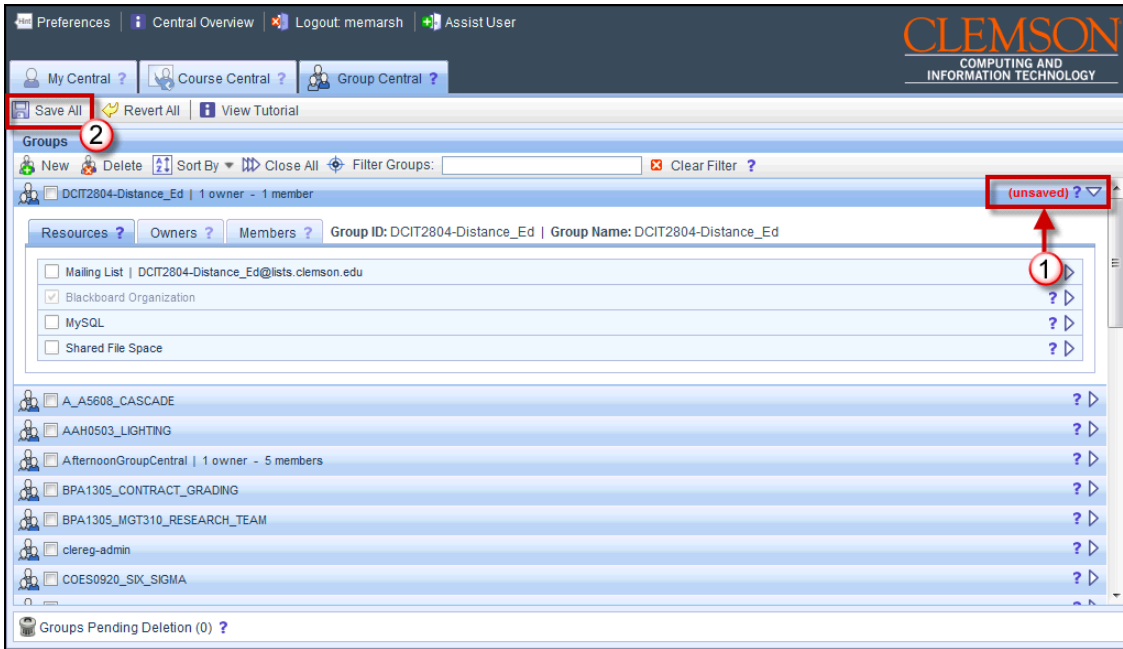 Hint Preferences | Central Overview | Logout: memarsh | Assist User
CLEMSON
COMPUTING AND
INFORMATION TECHNOLOGY
My Central ? Course Central ? Group Central ?
Save All Revert All | View Tutorial
2
Groups
New Delete Sort By Close All Filter Groups: Clear Filter ?
DCIT2804-Distance_Ed | 1 owner - 1 member (unsaved) ?
Resources ? Owners ? Members ? Group ID: DCIT2804-Distance_Ed | Group Name: DCIT2804-Distance_Ed
1
Mailing List | DCIT2804-Distance_Ed@lists.clemson.edu
Blackboard Organization ?
MySQL ?
Shared File Space ?
A_A5608_CASCADE ?
AAH0503_LIGHTING ?
AfternoonGroupCentral | 1 owner - 5 members ?
BPA1305_CONTRACT_GRADING ?
BPA1305_MGT310_RESEARCH_TEAM ?
clereg-admin ?
COES0920_SIX_SIGMA ?
Groups Pending Deletion (0) ?